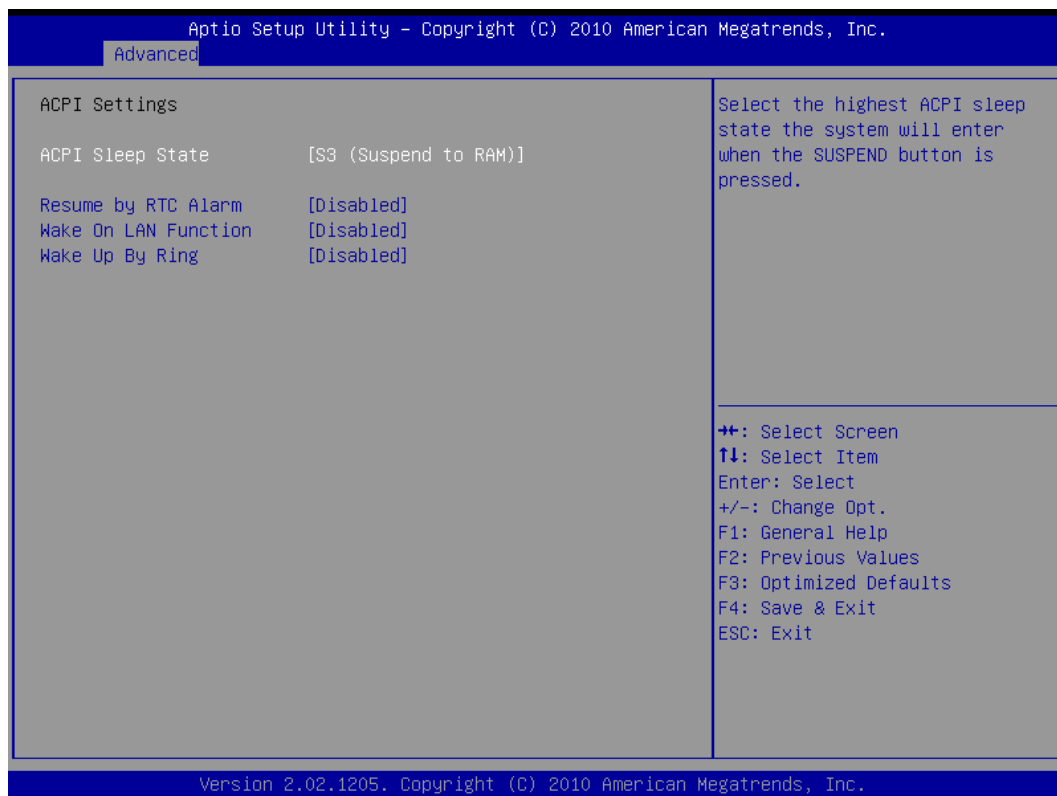 Aptio Setup Utility – Copyright (C) 2010 American Megatrends, Inc.
Advanced
ACPI Settings
ACPI Sleep State [S3 (Suspend to RAM)]
Resume by RTC Alarm [Disabled]
Wake On LAN Function [Disabled]
Wake Up By Ring [Disabled]
Select the highest ACPI sleep
state the system will enter
when the SUSPEND button is
pressed.
→←: Select Screen
↑↓: Select Item
Enter: Select
+/-: Change Opt.
F1: General Help
F2: Previous Values
F3: Optimized Defaults
F4: Save & Exit
ESC: Exit
Version 2.02.1205. Copyright (C) 2010 American Megatrends, Inc.